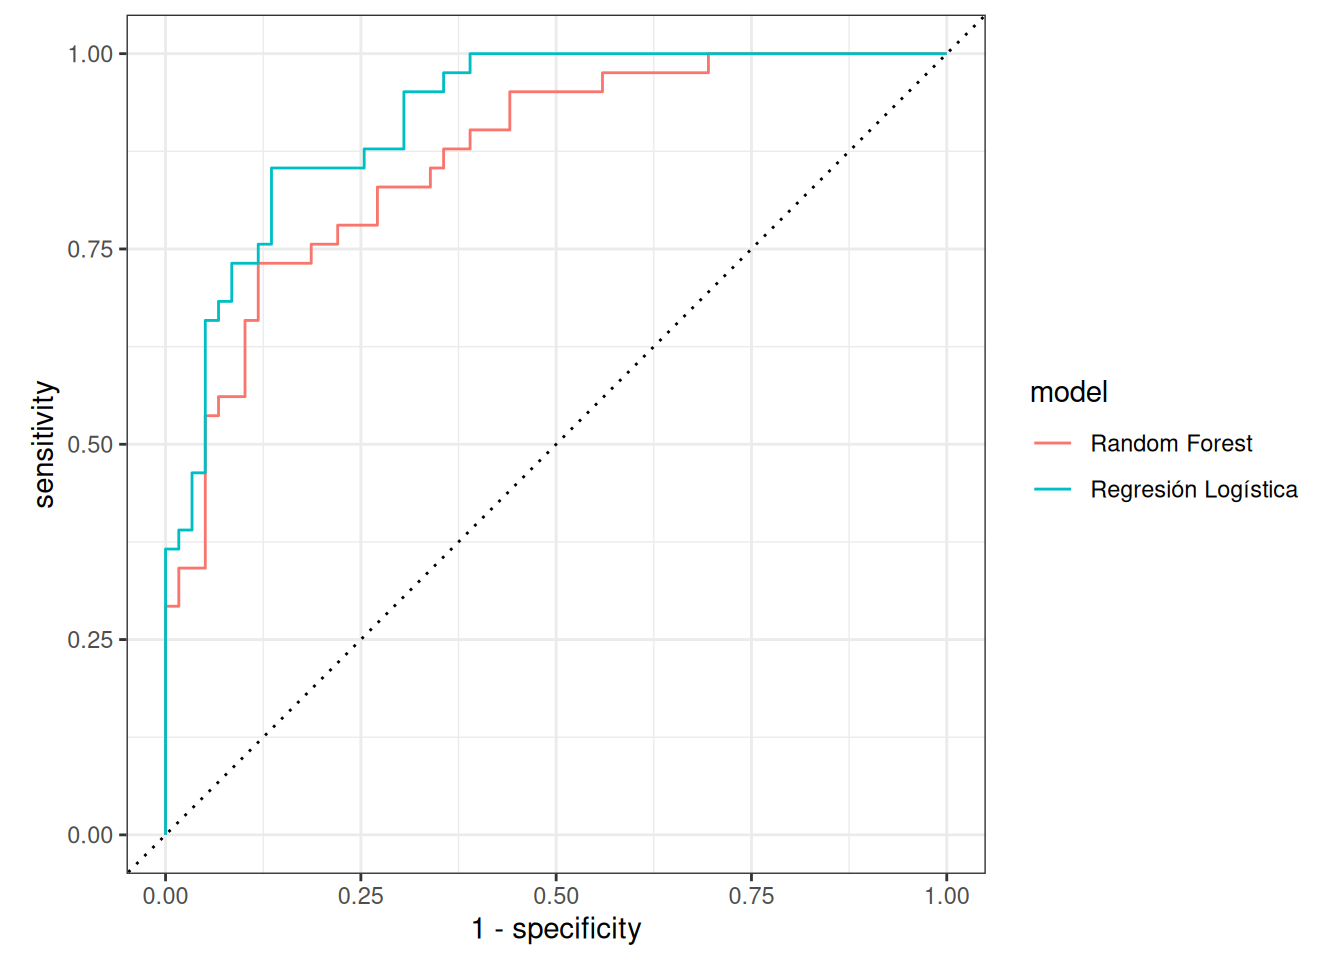 1.00
0.75
0.50
0.25
0.00
sensitivity
0.00 0.25 0.50 0.75 1.00
1 - specificity
model
Random Forest
Regresión Logística